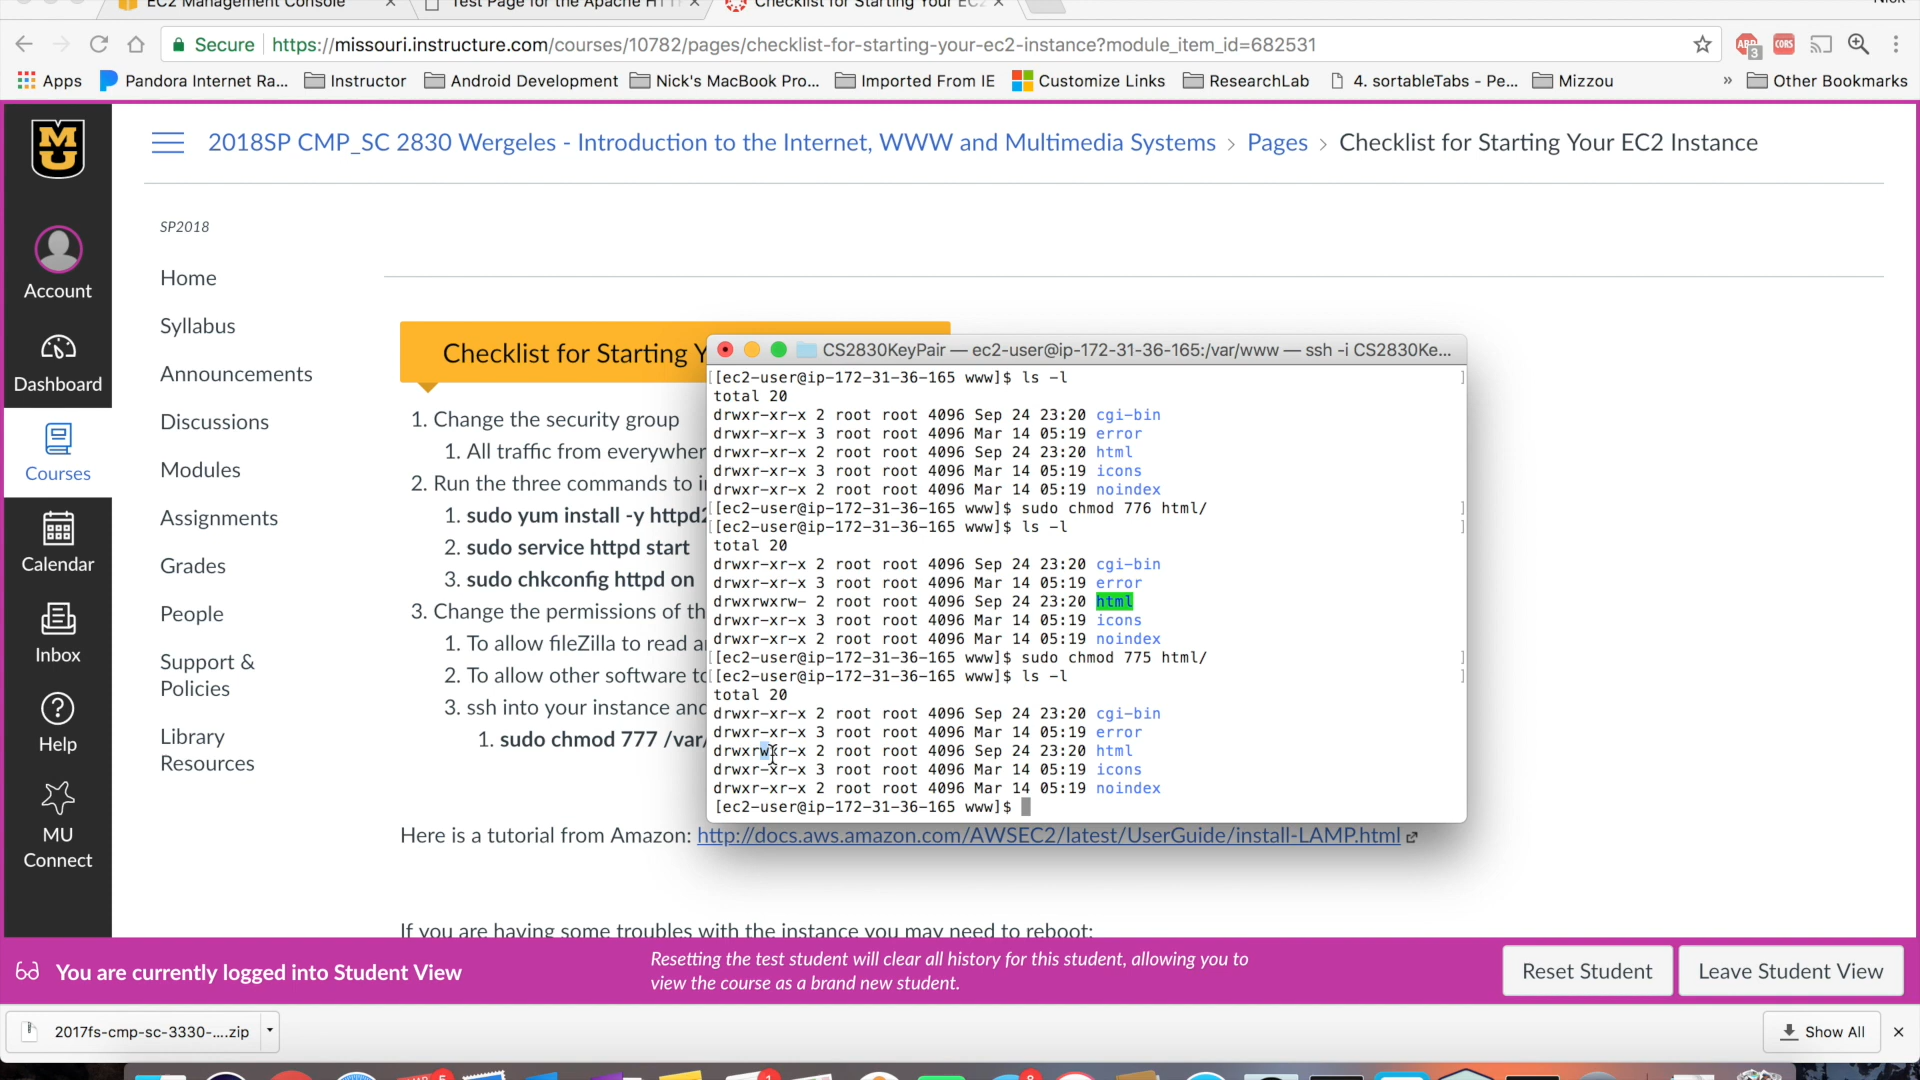 EC2 Management Console
Test Page for the Apache HTT
Checklist for Starting Your EC2
Nick
Secure
https://missouri.instructure.com/courses/10782/pages/checklist-for-starting-your-ec2-instance?module_item_id=682531
Apps
Pandora Internet Ra...
Instructor
Android Development
Nick's MacBook Pro...
Imported From IE
Customize Links
ResearchLab
4. sortableTabs - Pe...
Mizzou
»
Other Bookmarks
2018SP CMP_SC 2830 Wergeles - Introduction to the Internet, WWW and Multimedia Systems > Pages > Checklist for Starting Your EC2 Instance
Account
Dashboard
Courses
Calendar
Inbox
Help
MU
Connect
SP2018
Home
Syllabus
Announcements
Discussions
Modules
Assignments
Grades
People
Support &
Policies
Library
Resources
Checklist for Starting Y
1. Change the security group
1. All traffic from everywher
2. Run the three commands to i
1. sudo yum install -y httpd2
2. sudo service httpd start
3. sudo chkconfig httpd on
3. Change the permissions of th
1. To allow fileZilla to read a
2. To allow other software to
3. ssh into your instance and
1. sudo chmod 777 /var/
CS2830KeyPair — ec2-user@ip-172-31-36-165:/var/www — ssh -i CS2830Ke...
[[ec2-user@ip-172-31-36-165 www]$ ls -l ]
total 20
drwxr-xr-x 2 root root 4096 Sep 24 23:20 cgi-bin
drwxr-xr-x 3 root root 4096 Mar 14 05:19 error
drwxr-xr-x 2 root root 4096 Sep 24 23:20 html
drwxr-xr-x 3 root root 4096 Mar 14 05:19 icons
drwxr-xr-x 2 root root 4096 Mar 14 05:19 noindex
[[ec2-user@ip-172-31-36-165 www]$ sudo chmod 776 html/ ]
[[ec2-user@ip-172-31-36-165 www]$ ls -l ]
total 20
drwxr-xr-x 2 root root 4096 Sep 24 23:20 cgi-bin
drwxr-xr-x 3 root root 4096 Mar 14 05:19 error
drwxrwxrw- 2 root root 4096 Sep 24 23:20 html
drwxr-xr-x 3 root root 4096 Mar 14 05:19 icons
drwxr-xr-x 2 root root 4096 Mar 14 05:19 noindex
[[ec2-user@ip-172-31-36-165 www]$ sudo chmod 775 html/ ]
[[ec2-user@ip-172-31-36-165 www]$ ls -l ]
total 20
drwxr-xr-x 2 root root 4096 Sep 24 23:20 cgi-bin
drwxr-xr-x 3 root root 4096 Mar 14 05:19 error
drwxrwxr-x 2 root root 4096 Sep 24 23:20 html
drwxr-xr-x 3 root root 4096 Mar 14 05:19 icons
drwxr-xr-x 2 root root 4096 Mar 14 05:19 noindex
[ec2-user@ip-172-31-36-165 www]$
Here is a tutorial from Amazon: http://docs.aws.amazon.com/AWSEC2/latest/UserGuide/install-LAMP.html
If you are having some troubles with the instance you may need to reboot:
You are currently logged into Student View
Resetting the test student will clear all history for this student, allowing you to
view the course as a brand new student.
Reset Student
Leave Student View
2017fs-cmp-sc-3330-....zip
Show All